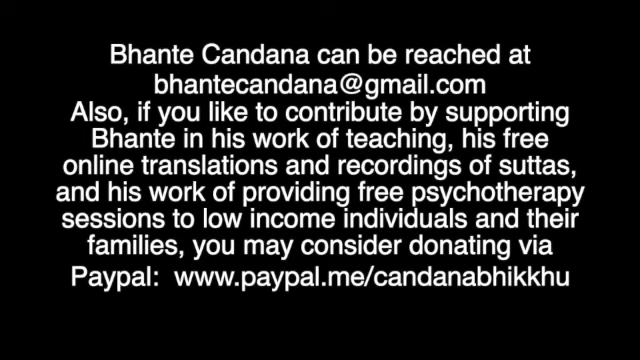 Bhante Candana can be reached at
bhantecandana@gmail.com
Also, if you like to contribute by supporting
Bhante in his work of teaching, his free
online translations and recordings of suttas,
and his work of providing free psychotherapy
sessions to low income individuals and their
families, you may consider donating via
Paypal:  www.paypal.me/candanabhikkhu